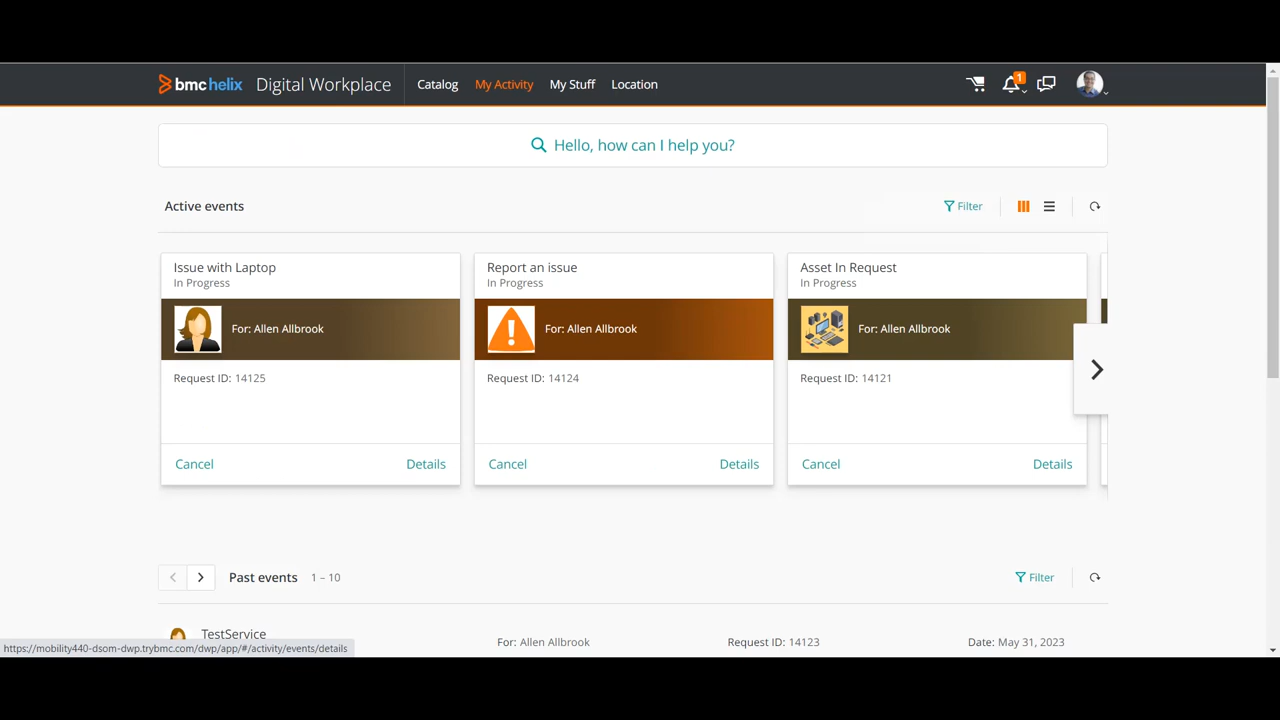 bmc helix Digital Workplace Catalog My Activity My Stuff Location 1
Hello, how can I help you?
Active events Filter
Issue with Laptop
In Progress
For: Allen Allbrook
Request ID: 14125
Cancel Details
Report an issue
In Progress
For: Allen Allbrook
Request ID: 14124
Cancel Details
Asset In Request
In Progress
For: Allen Allbrook
Request ID: 14121
Cancel Details
Past events 1 – 10 Filter
TestService For: Allen Allbrook Request ID: 14123 Date: May 31, 2023
https://mobility440-dsom-dwp.trybmc.com/dwp/app/#/activity/events/details